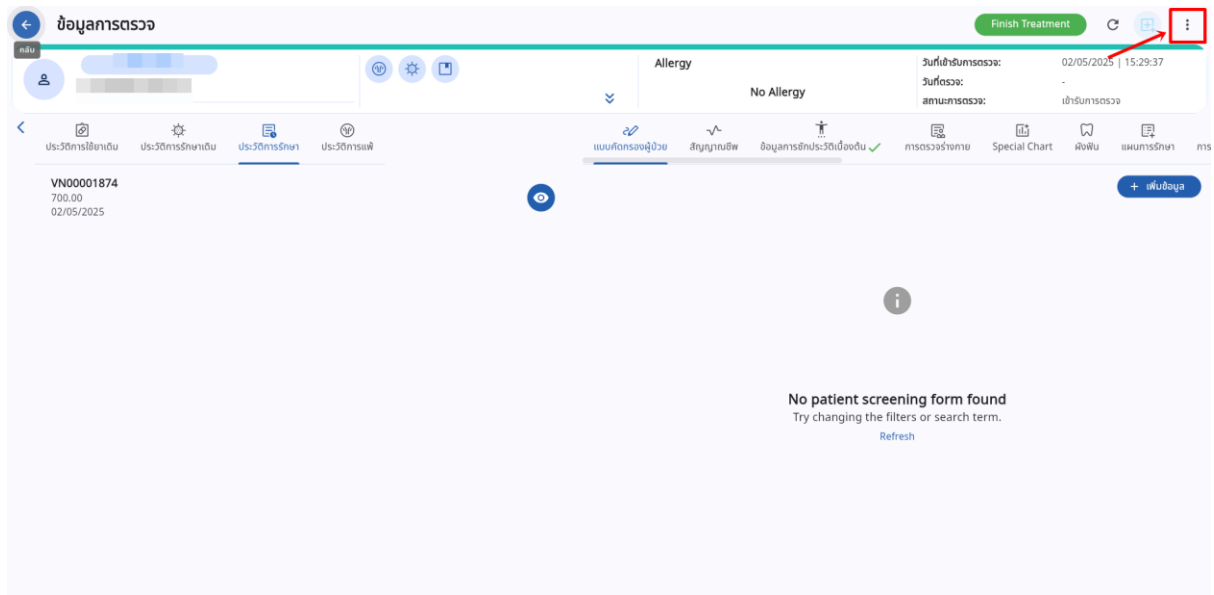 ข้อมูลการตรวจ
Finish Treatment
กลับ
Allergy
No Allergy
วันที่เข้ารับการตรวจ: 02/05/2025 | 15:29:37
วันที่ตรวจ: -
สถานะการตรวจ: เข้ารับการตรวจ
ประวัติการใช้ยาเดิม ประวัติการรักษาเดิม ประวัติการรักษา ประวัติการแพ้
แบบคัดกรองผู้ป่วย สัญญาณชีพ ข้อมูลการซักประวัติเบื้องต้น การตรวจร่างกาย Special Chart ผังฟัน แผนการรักษา การ
VN00001874
700.00
02/05/2025
+ เพิ่มข้อมูล
No patient screening form found
Try changing the filters or search term.
Refresh